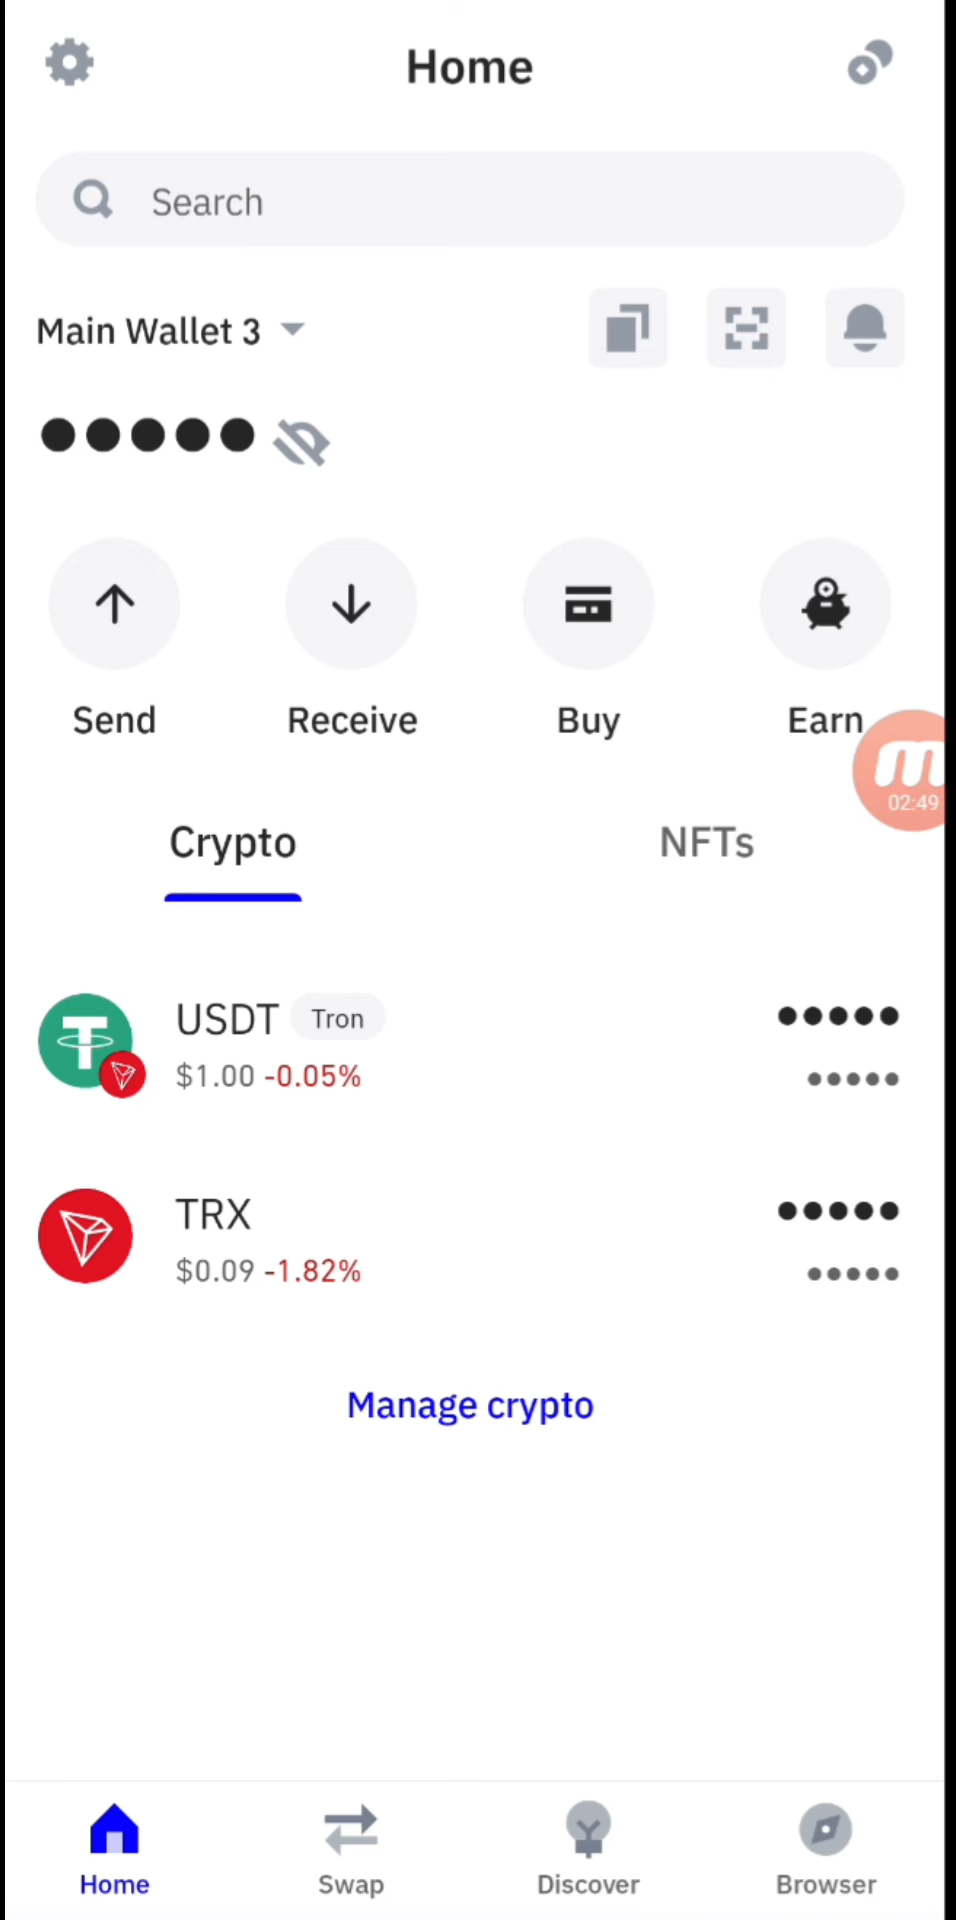 Home
Search
Main Wallet 3
Send
Receive
Buy
Earn
m
02:49
Crypto
NFTs
USDT Tron
$1.00 -0.05%
TRX
$0.09 -1.82%
Manage crypto
Home
Swap
Discover
Browser